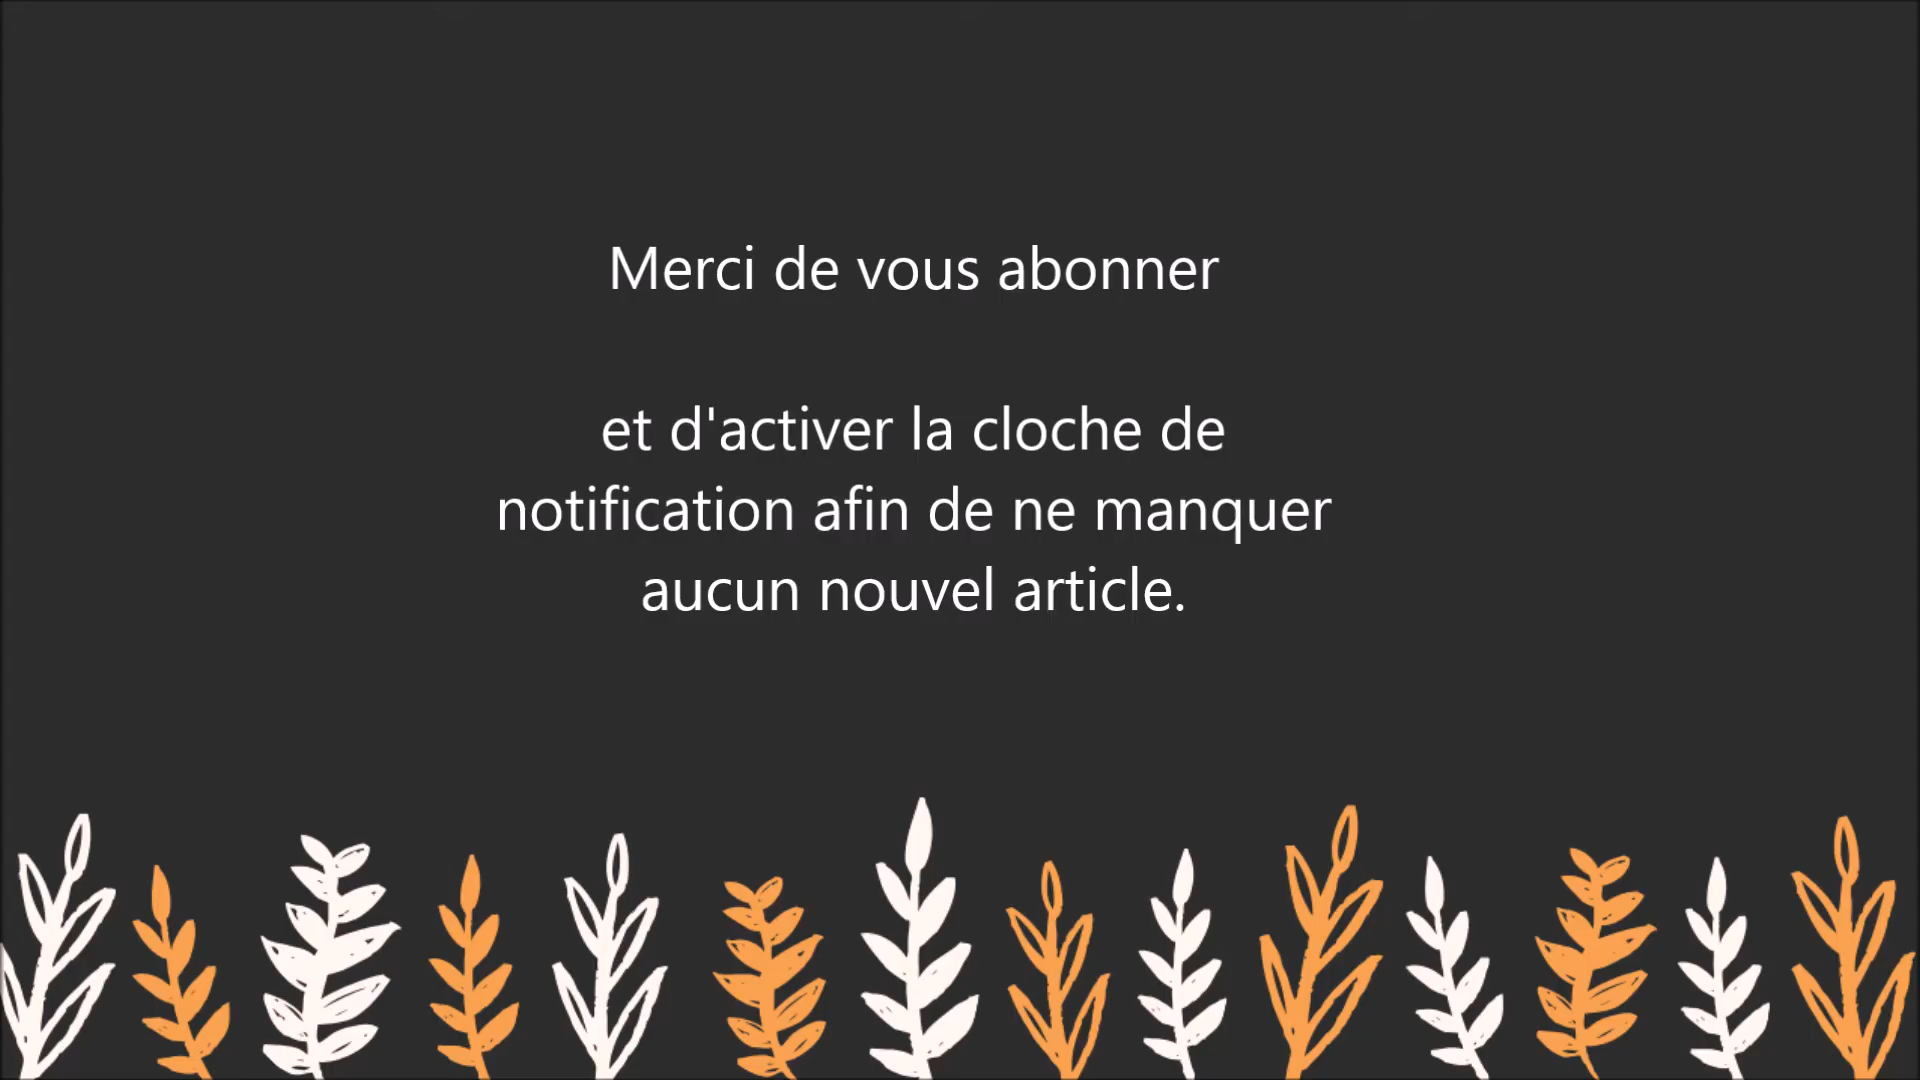 Merci de vous abonner
et d'activer la cloche de
notification afin de ne manquer
aucun nouvel article.